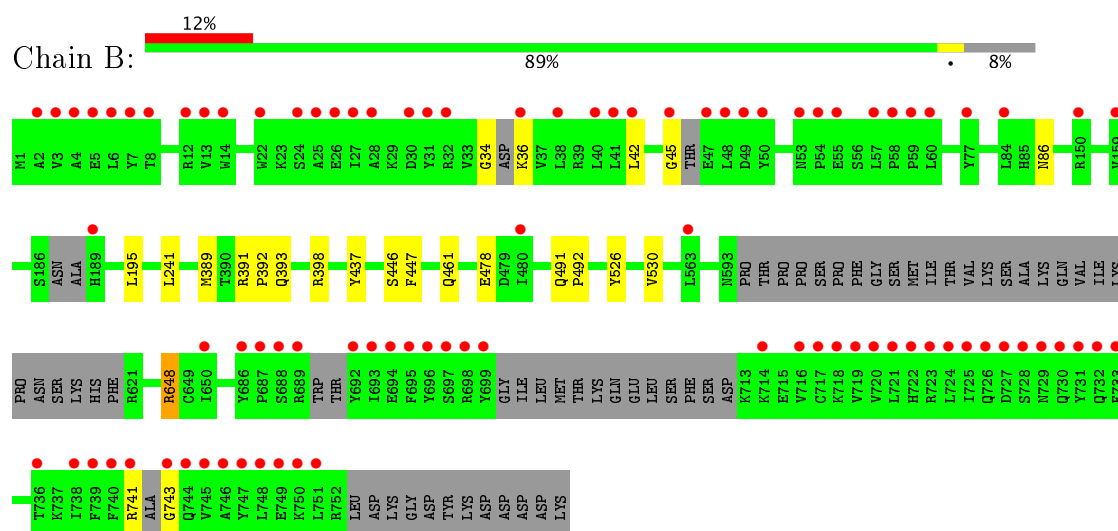 12%
Chain B:
89%
•
8%
M1 A2 V3 A4 E5 L6 Y7 T8 R12 V13 W14 W22 K23 S24 A25 E26 I27 A28 K29 D30 Y31 R32 V33 G34 ASP K36 V37 L38 R39 L40 L41 L42 G45 THR E47 L48 D49 Y50 N53 P54 E55 S56 L57 P58 P59 L60 Y77 L84 H85 N86 R150
S186 ASN ALA H189 L195 L241 M389 T390 R391 P392 Q393 R398 Y437 S446 F447 Q461 E478 D479 I480 Q491 P492 Y526 V530 L563 N593 PRO THR PRO PRO SER PRO PHE GLY SER MET ILE THR VAL LYS SER ALA LYS GLN VAL ILE LYS
PRO ASN SER LYS HIS PHE R621 R648 C649 I650 Y686 P687 S688 R689 TRP THR Y692 I693 E694 F695 Y696 S697 R698 Y699 GLY ILE LEU MET THR LYS GLN GLU LEU SER PHE SER ASP K713 K714 E715 V716 C717 K718 V719 V720 L721 H722 R723 L724 I725 Q726 D727 S728 N729 Q730 Y731 Q732
T736 K737 I738 F739 F740 R741 ALA G743 Q744 V745 A746 Y747 L748 E749 K750 L751 R752 LEU ASP LYS GLY ASP TYR LYS ASP ASP ASP ASP LYS